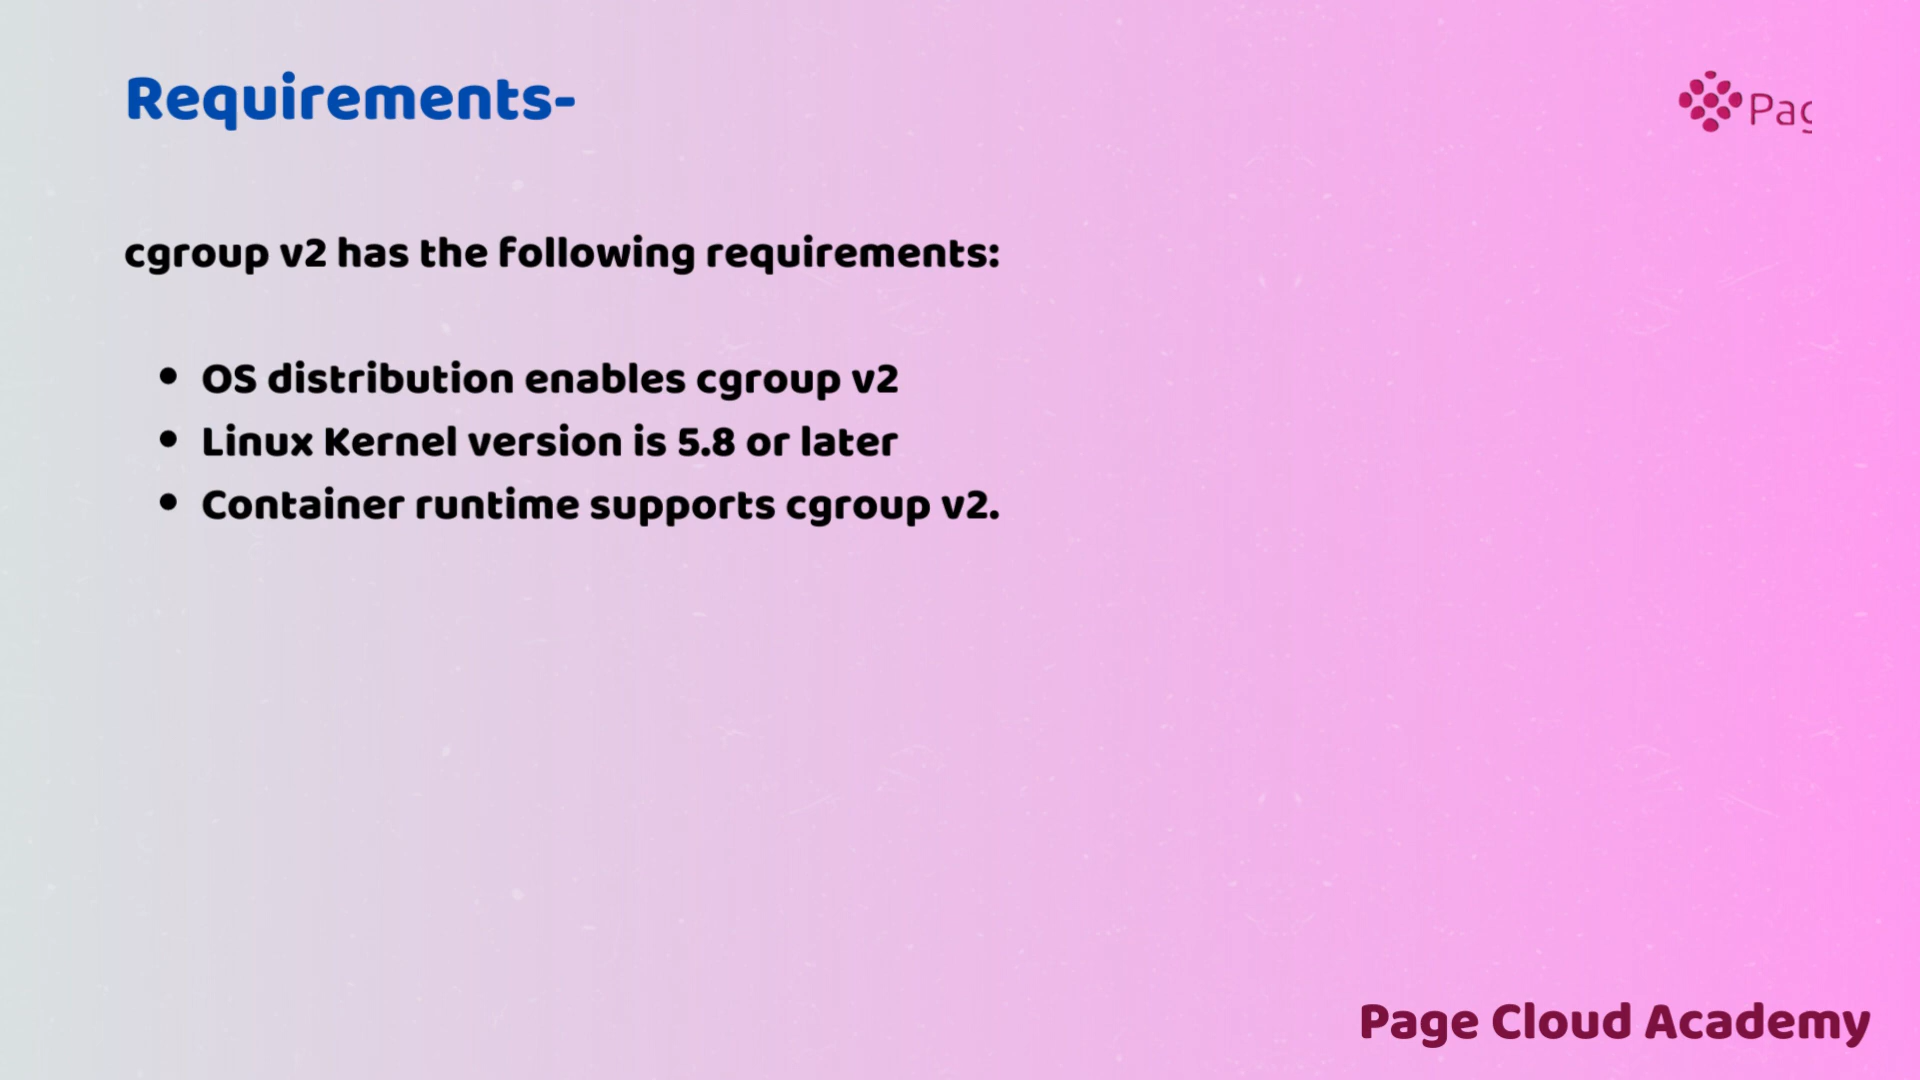 Requirements-
Pag
cgroup v2 has the following requirements:
• OS distribution enables cgroup v2
• Linux Kernel version is 5.8 or later
• Container runtime supports cgroup v2.
Page Cloud Academy